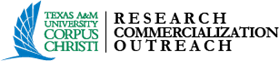 TEXAS A&M
UNIVERSITY
CORPUS
CHRISTI
RESEARCH
COMMERCIALIZATION
OUTREACH